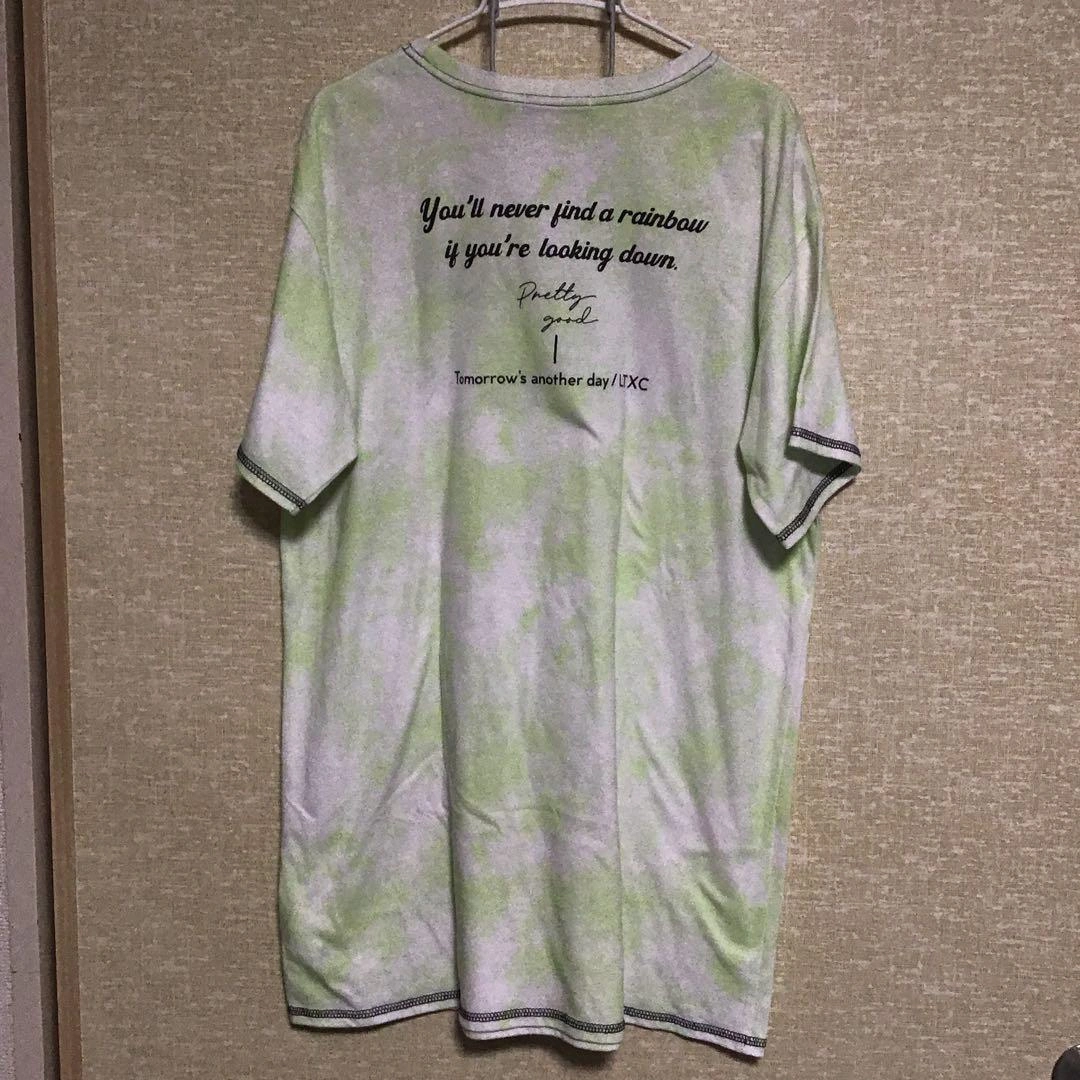 You'll never find a rainbow
if you're looking down.
Pretty
good
Tomorrow's another day / LTXC